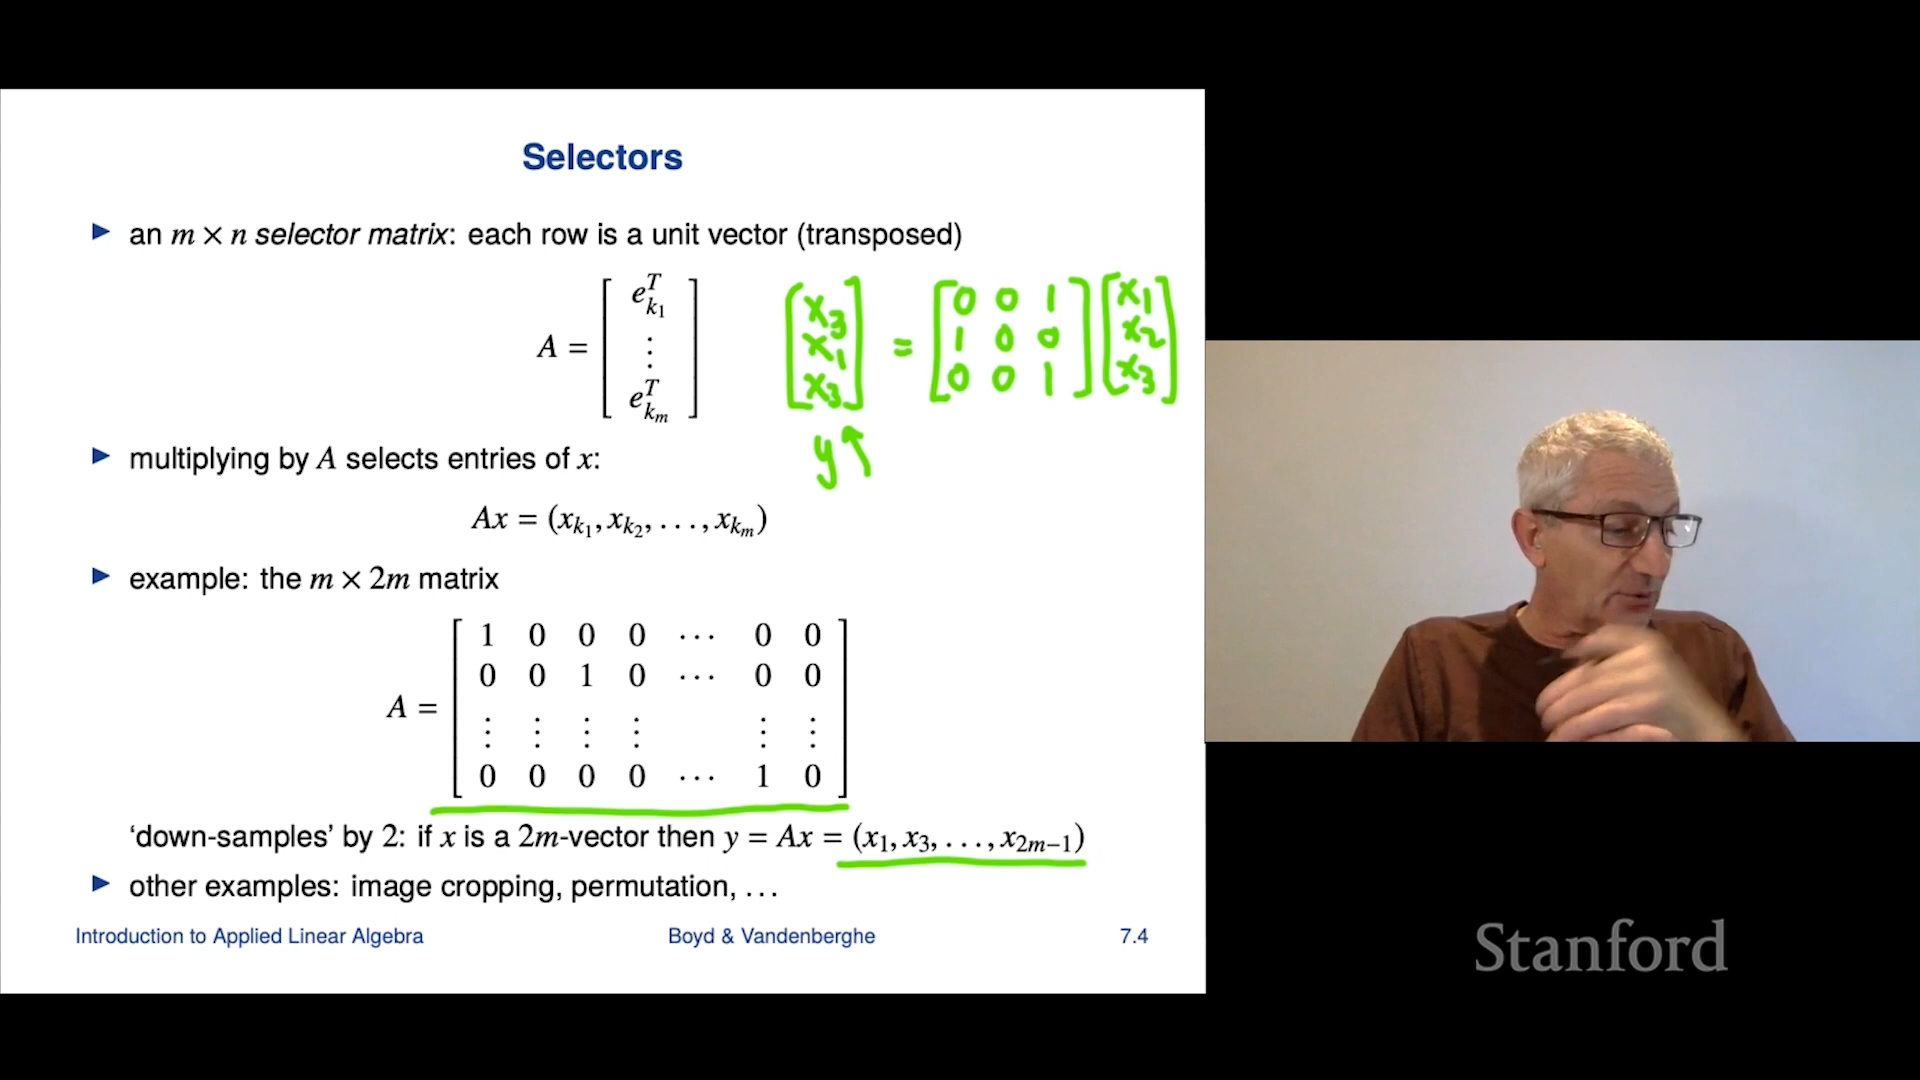 Selectors
▶ an m × n selector matrix: each row is a unit vector (transposed)
A = [ e^T_{k_1} ⋮ e^T_{k_m} ]
[ x3 x1 x3 ] = [ 0 0 1 1 0 0 0 0 1 ] [ x1 x2 x3 ]
y ↑
▶ multiplying by A selects entries of x:
Ax = (x_{k_1}, x_{k_2}, . . . , x_{k_m})
▶ example: the m × 2m matrix
1 0 0 0 ··· 0 0
0 0 1 0 ··· 0 0
A =
⋮ ⋮ ⋮ ⋮ ⋮ ⋮
0 0 0 0 ··· 1 0
‘down-samples’ by 2: if x is a 2m-vector then y = Ax = (x_1, x_3, . . . , x_{2m−1})
▶ other examples: image cropping, permutation, . . .
Introduction to Applied Linear Algebra Boyd & Vandenberghe 7.4
Stanford